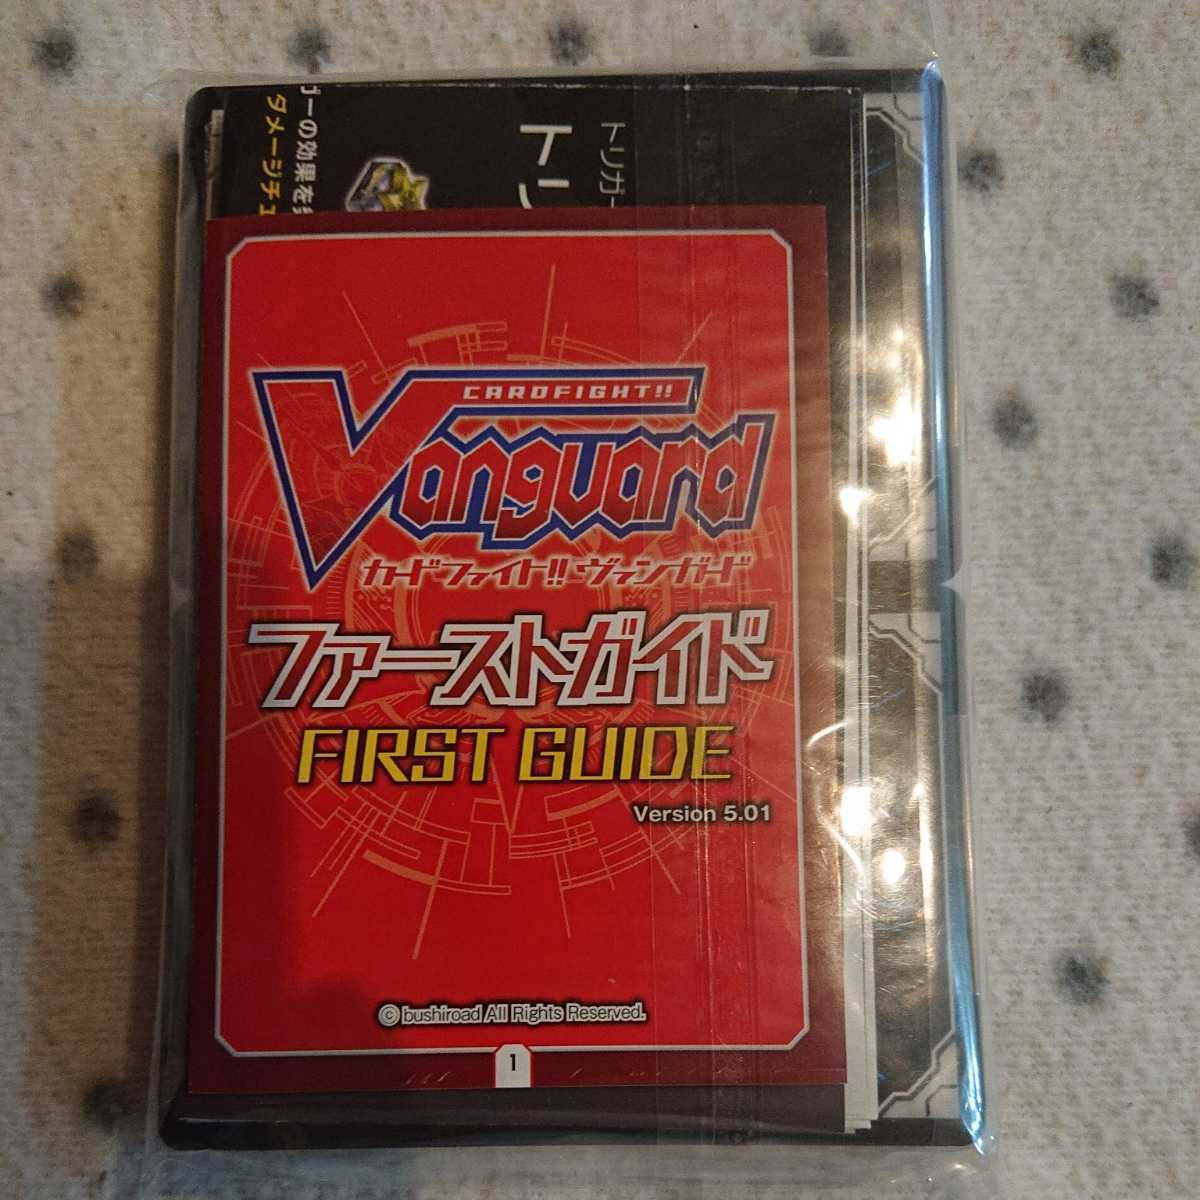 ガーの効果を
ダメージチェ
トリガー
トリ
CARDFIGHT!!
Vanguard
カードファイト!! ヴァンガード
ファーストガイド
FIRST GUIDE
Version 5.01
© bushiroad All Rights Reserved.
1